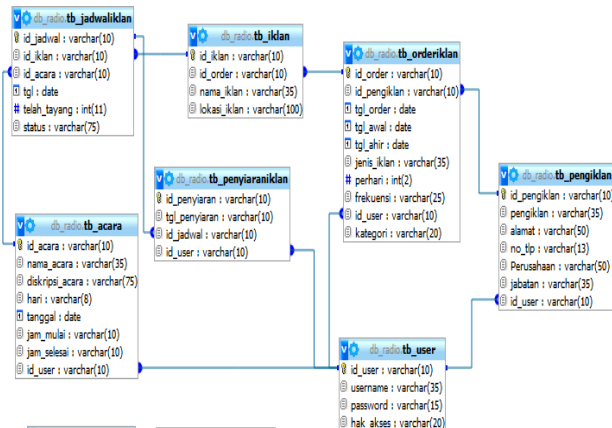 db_radio.tb_jadwaliklan
id_jadwal : varchar(10)
id_iklan : varchar(10)
id_acara : varchar(10)
tgl : date
telah_tayang : int(11)
status : varchar(75)
db_radio.tb_iklan
id_iklan : varchar(10)
id_order : varchar(10)
nama_iklan : varchar(35)
lokasi_iklan : varchar(100)
db_radio.tb_orderiklan
id_order : varchar(10)
id_pengiklan : varchar(10)
tgl_order : date
tgl_awal : date
tgl_ahir : date
jenis_iklan : varchar(35)
perhari : int(2)
frekuensi : varchar(25)
id_user : varchar(10)
kategori : varchar(20)
db_radio.tb_penyiaraniklan
id_penyiaran : varchar(10)
tgl_penyiaran : varchar(10)
id_jadwal : varchar(10)
id_user : varchar(10)
db_radio.tb_pengiklan
id_pengiklan : varchar(10)
pengiklan : varchar(35)
alamat : varchar(50)
no_tlp : varchar(13)
Perusahaan : varchar(50)
jabatan : varchar(35)
id_user : varchar(10)
db_radio.tb_acara
id_acara : varchar(10)
nama_acara : varchar(35)
diskripsi_acara : varchar(75)
hari : varchar(8)
tanggal : date
jam_mulai : varchar(10)
jam_selesai : varchar(10)
id_user : varchar(10)
db_radio.tb_user
id_user : varchar(10)
username : varchar(35)
password : varchar(15)
hak_akses : varchar(20)